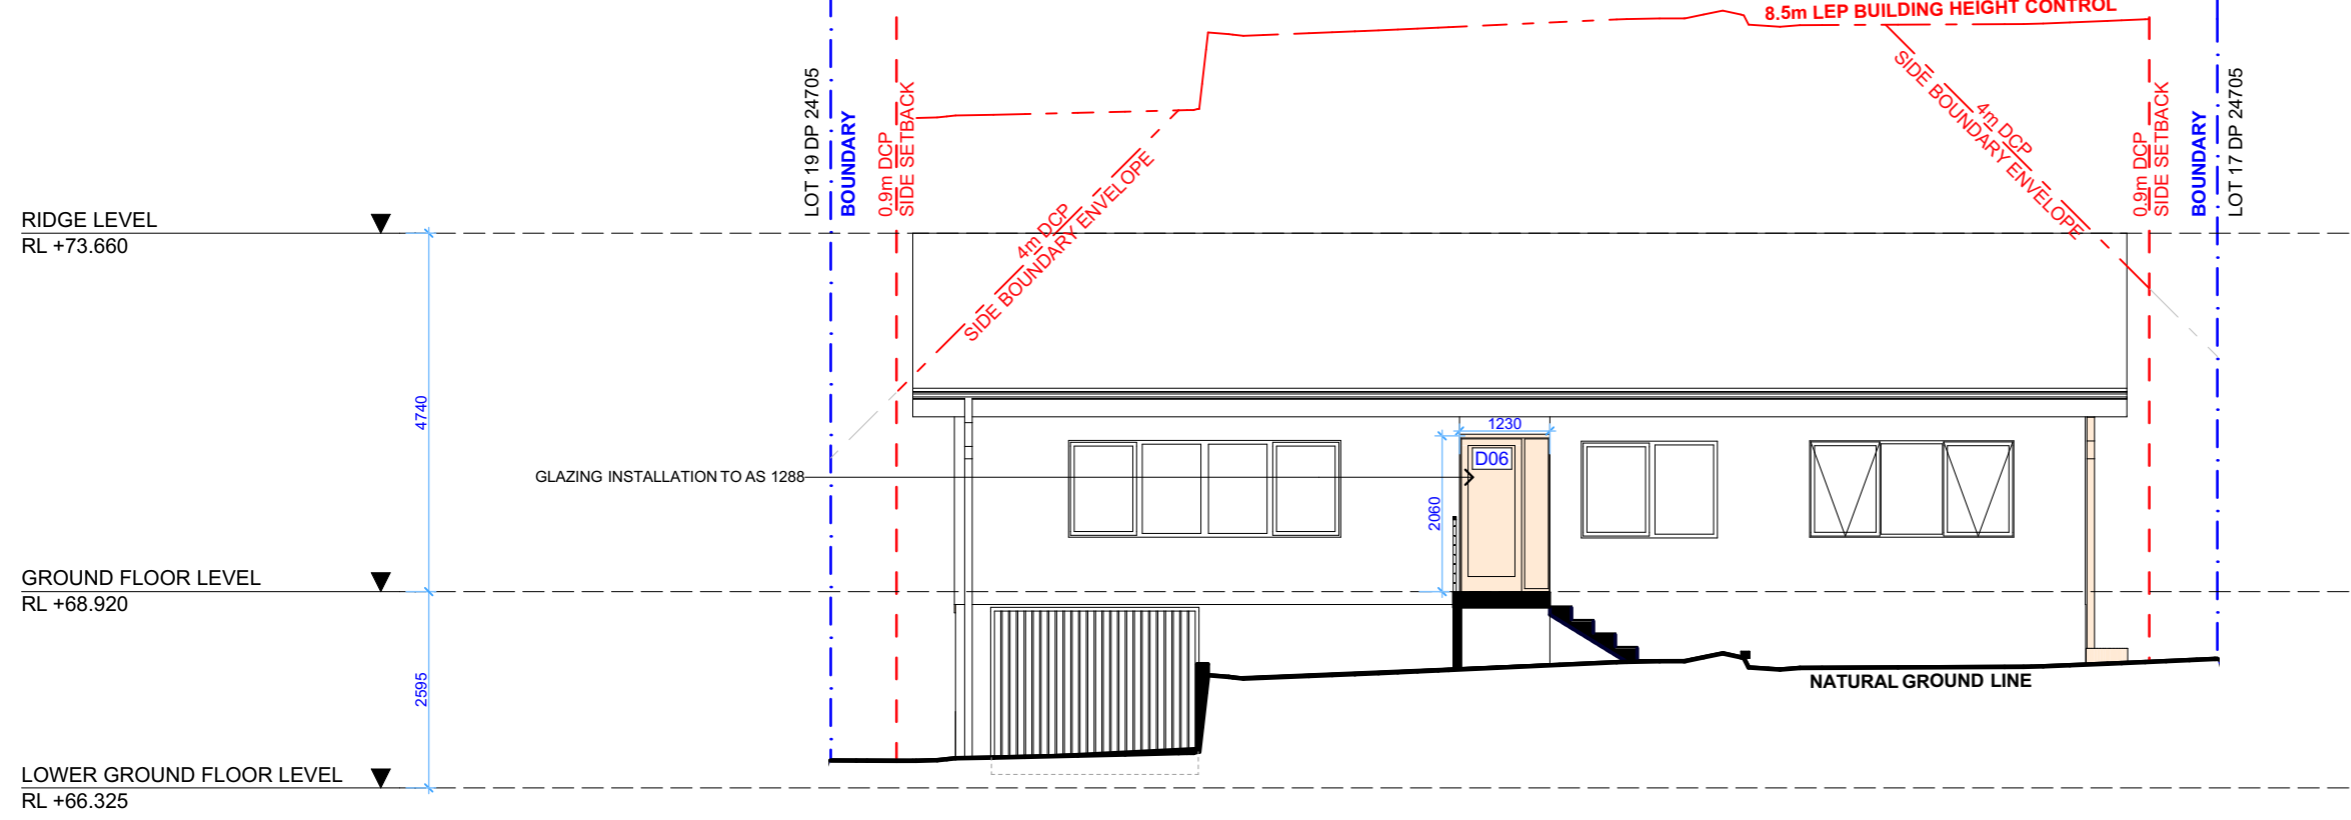 8.5m LEP BUILDING HEIGHT CONTROL
LOT 19 DP 24705
BOUNDARY
0.9m DCP
SIDE SETBACK
4m DCP
SIDE BOUNDARY ENVELOPE
4m DCP
SIDE BOUNDARY ENVELOPE
0.9m DCP
SIDE SETBACK
BOUNDARY
LOT 17 DP 24705
RIDGE LEVEL
RL +73.660
4740
1230
D06
GLAZING INSTALLATION TO AS 1288
2060
GROUND FLOOR LEVEL
RL +68.920
2595
NATURAL GROUND LINE
LOWER GROUND FLOOR LEVEL
RL +66.325